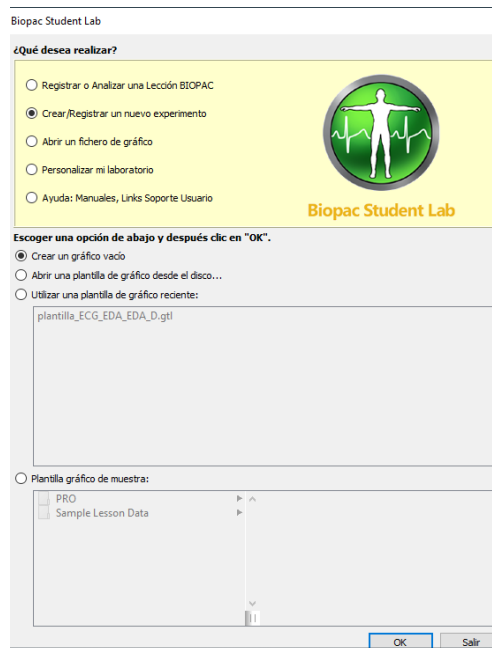 Biopac Student Lab
¿Qué desea realizar?
Registrar o Analizar una Lección BIOPAC
Crear/Registrar un nuevo experimento
Abrir un fichero de gráfico
Personalizar mi laboratorio
Ayuda: Manuales, Links Soporte Usuario
Biopac Student Lab
Escoger una opción de abajo y después clic en "OK".
Crear un gráfico vacío
Abrir una plantilla de gráfico desde el disco...
Utilizar una plantilla de gráfico reciente:
plantilla_ECG_EDA_EDA_D.gtl
Plantilla gráfico de muestra:
PRO
Sample Lesson Data
OK Salir